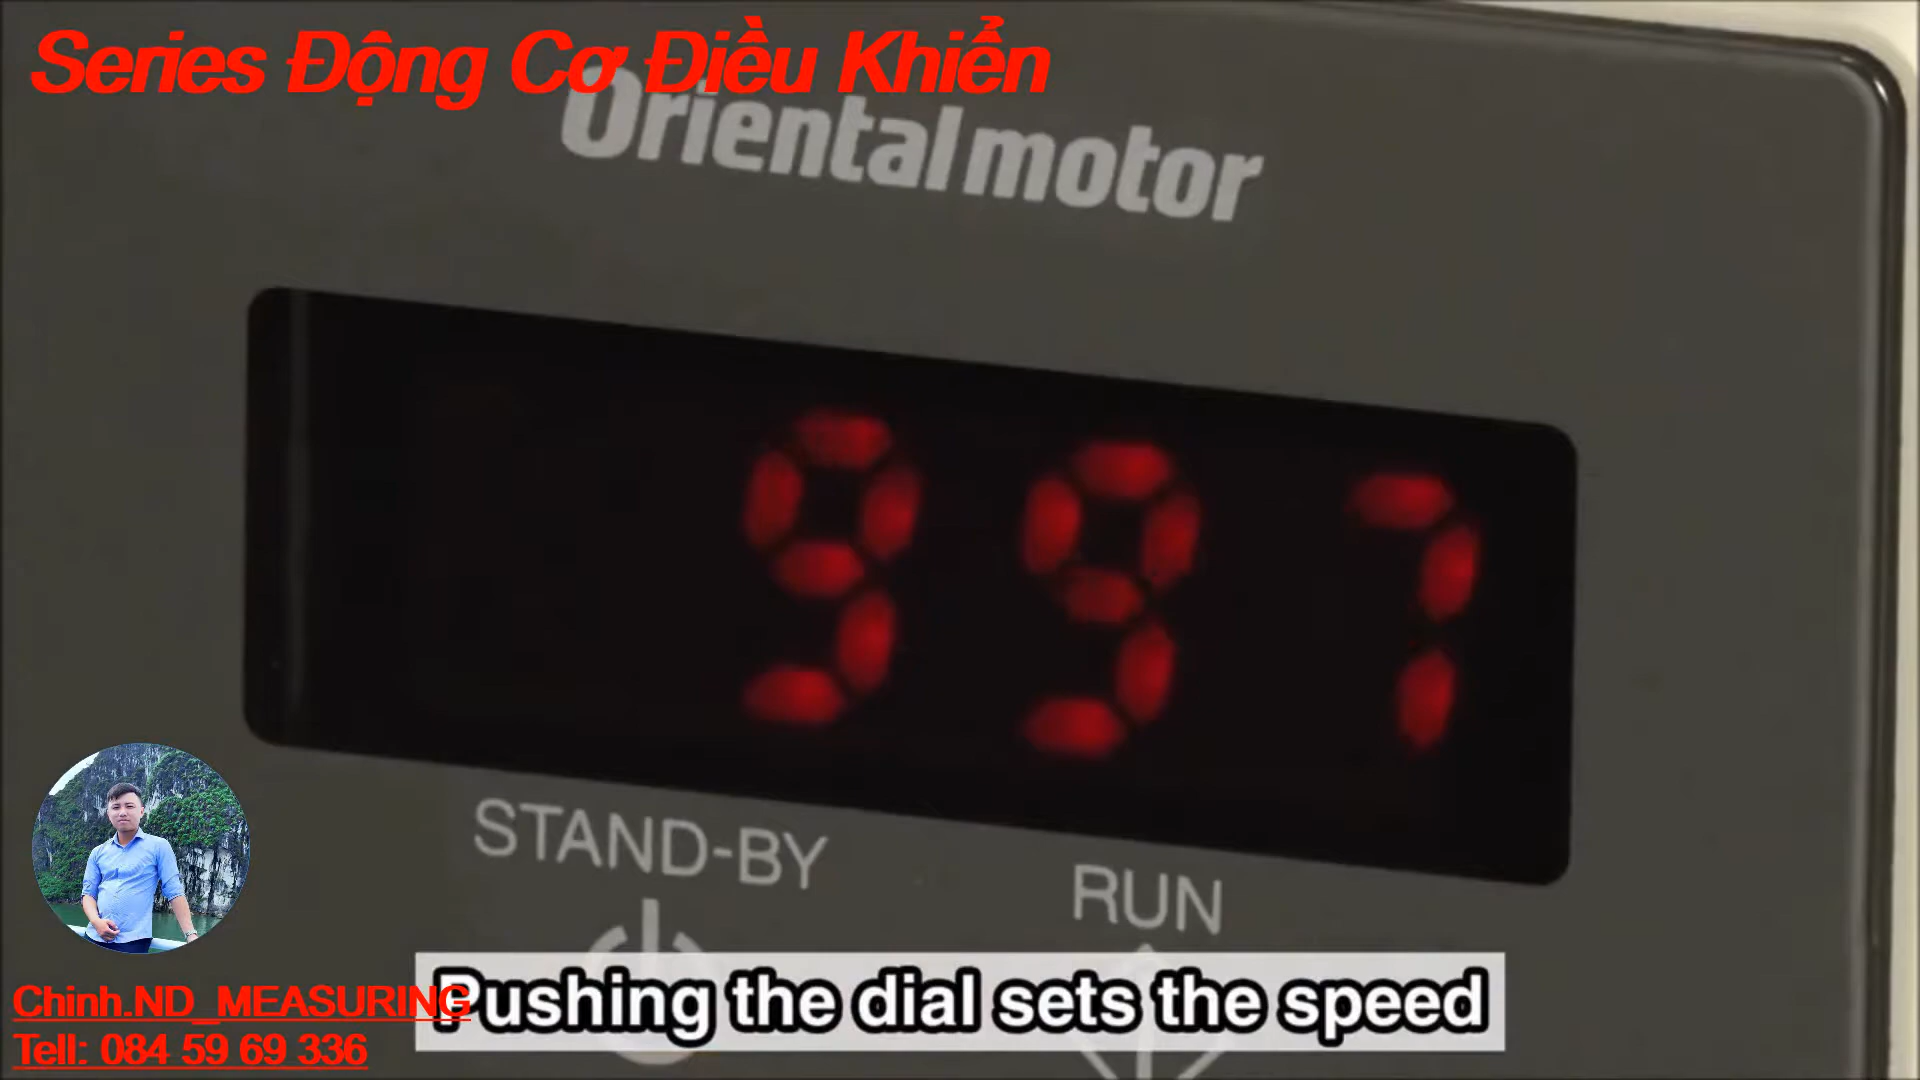 Series Động Cơ Điều Khiển
Orientalmotor
997
STAND-BY
RUN
Pushing the dial sets the speed
Chinh.ND_MEASURING
Tell: 084 59 69 336